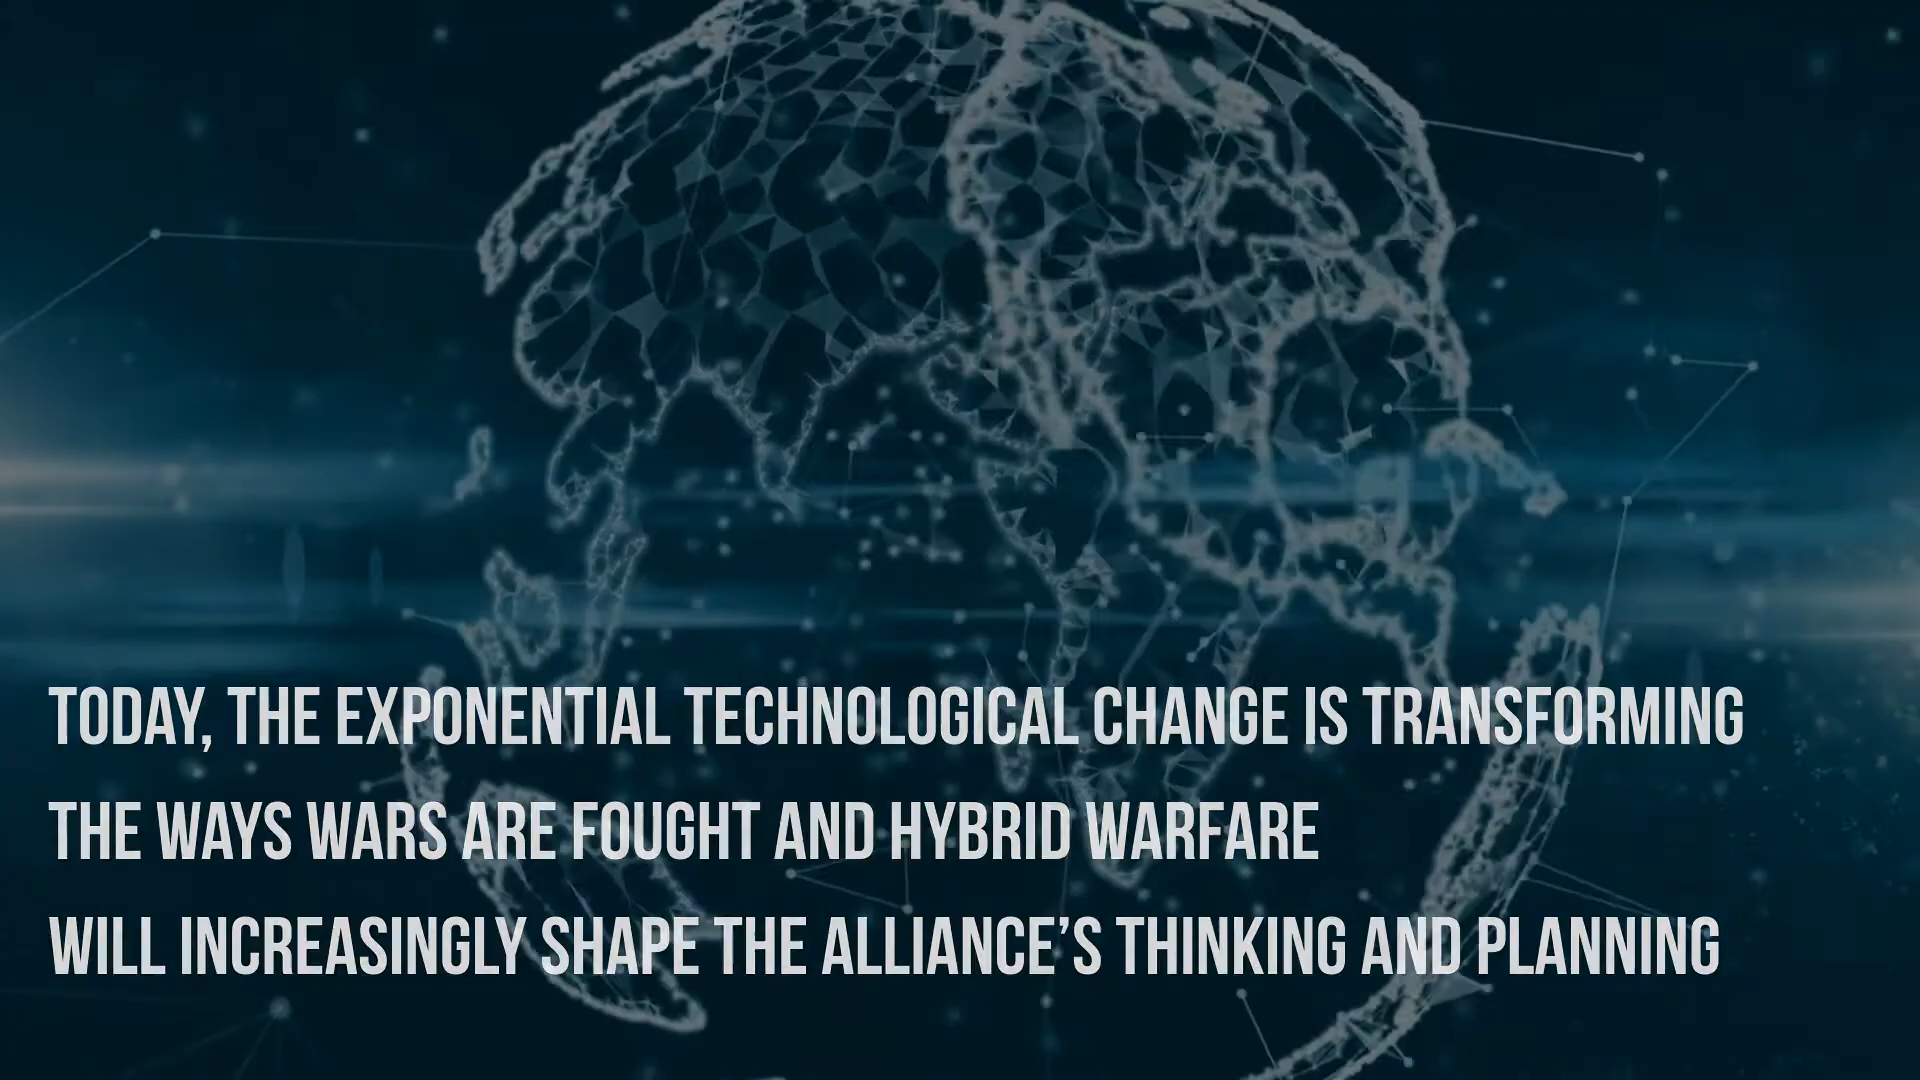 TODAY, THE EXPONENTIAL TECHNOLOGICAL CHANGE IS TRANSFORMING
THE WAYS WARS ARE FOUGHT AND HYBRID WARFARE
WILL INCREASINGLY SHAPE THE ALLIANCE’S THINKING AND PLANNING